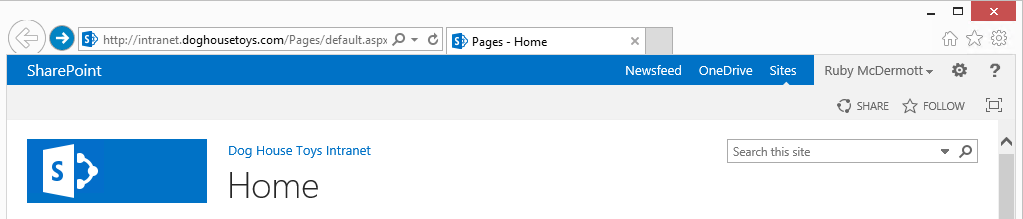 http://intranet.doghousetoys.com/Pages/default.aspx
Pages - Home
SharePoint
Newsfeed OneDrive Sites Ruby McDermott ?
SHARE FOLLOW
S
Dog House Toys Intranet
Search this site
Home